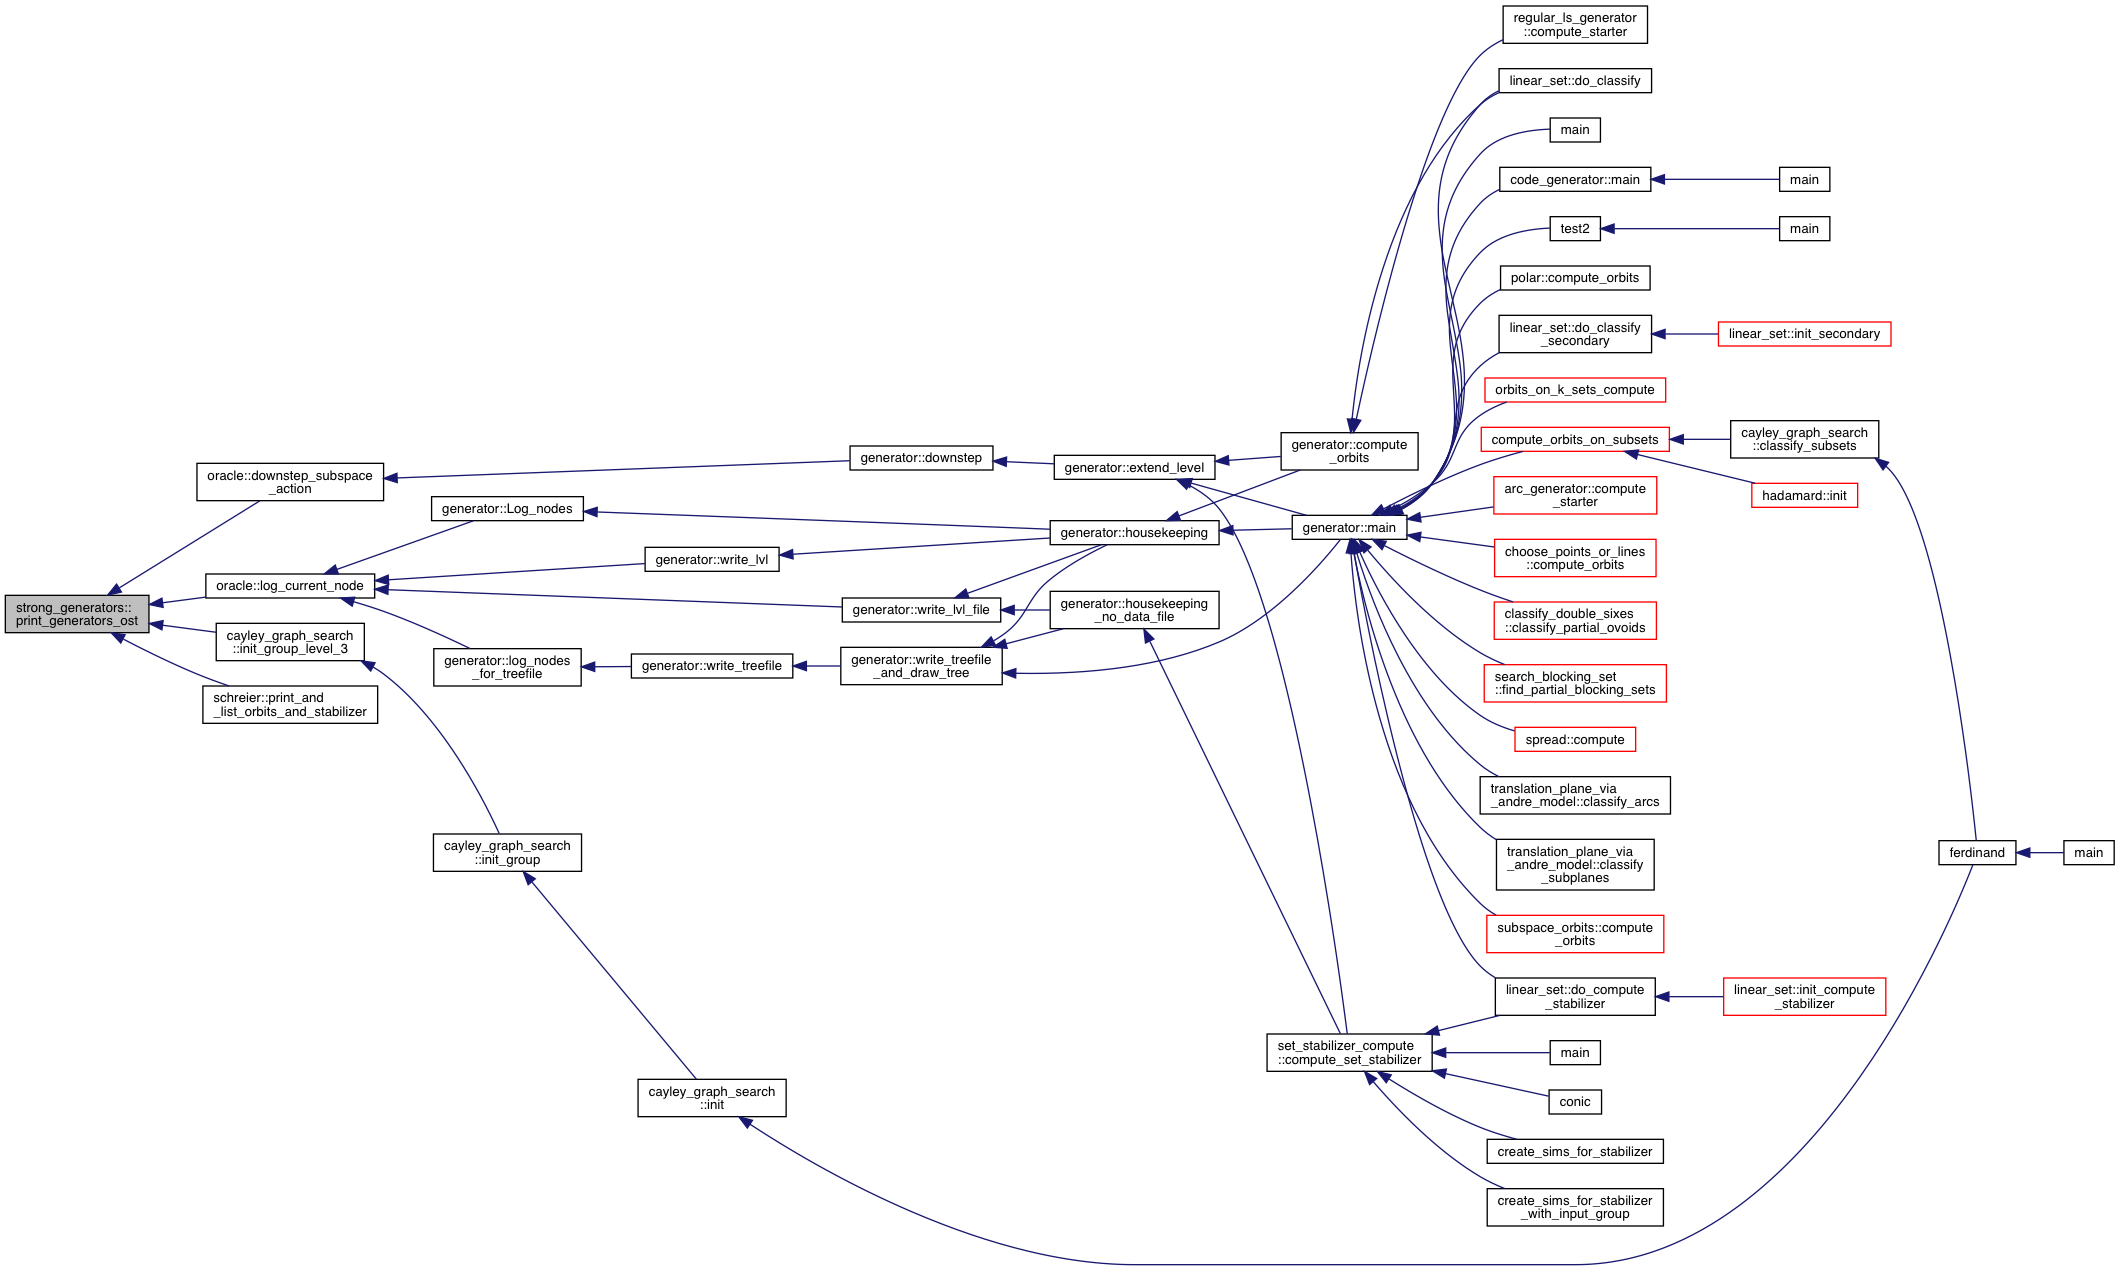 regular_ls_generator
::compute_starter
linear_set::do_classify
main
code_generator::main
main
test2
main
polar::compute_orbits
linear_set::do_classify
_secondary
linear_set::init_secondary
orbits_on_k_sets_compute
compute_orbits_on_subsets
cayley_graph_search
::classify_subsets
hadamard::init
generator::compute
_orbits
generator::downstep
generator::extend_level
oracle::downstep_subspace
_action
arc_generator::compute
_starter
generator::Log_nodes
generator::housekeeping
generator::main
generator::write_lvl
choose_points_or_lines
::compute_orbits
oracle::log_current_node
strong_generators::
print_generators_ost
generator::write_lvl_file
generator::housekeeping
_no_data_file
classify_double_sixes
::classify_partial_ovoids
cayley_graph_search
::init_group_level_3
generator::log_nodes
_for_treefile
generator::write_treefile
generator::write_treefile
_and_draw_tree
search_blocking_set
::find_partial_blocking_sets
schreier::print_and
_list_orbits_and_stabilizer
spread::compute
translation_plane_via
_andre_model::classify_arcs
cayley_graph_search
::init_group
translation_plane_via
_andre_model::classify
_subplanes
ferdinand
main
subspace_orbits::compute
_orbits
linear_set::do_compute
_stabilizer
linear_set::init_compute
_stabilizer
set_stabilizer_compute
::compute_set_stabilizer
main
cayley_graph_search
::init
conic
create_sims_for_stabilizer
create_sims_for_stabilizer
_with_input_group